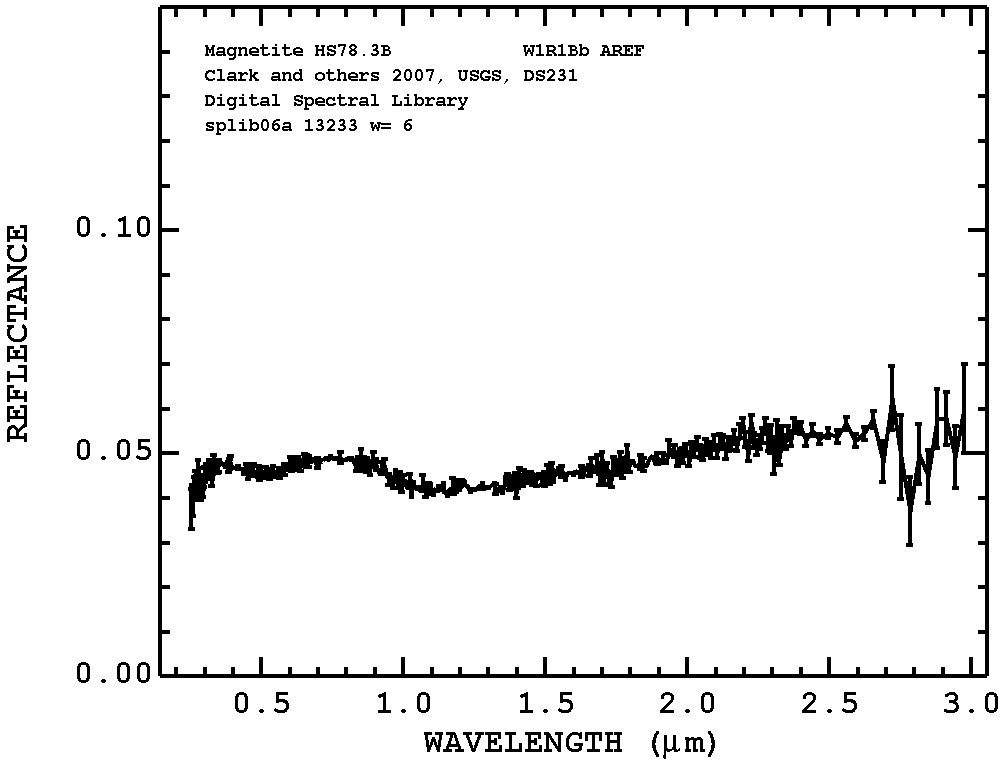 Magnetite HS78.3B W1R1Bb AREF
Clark and others 2007, USGS, DS231
Digital Spectral Library
splib06a 13233 w= 6
REFLECTANCE
0.10
0.05
0.00
0.5 1.0 1.5 2.0 2.5 3.0
WAVELENGTH (μm)